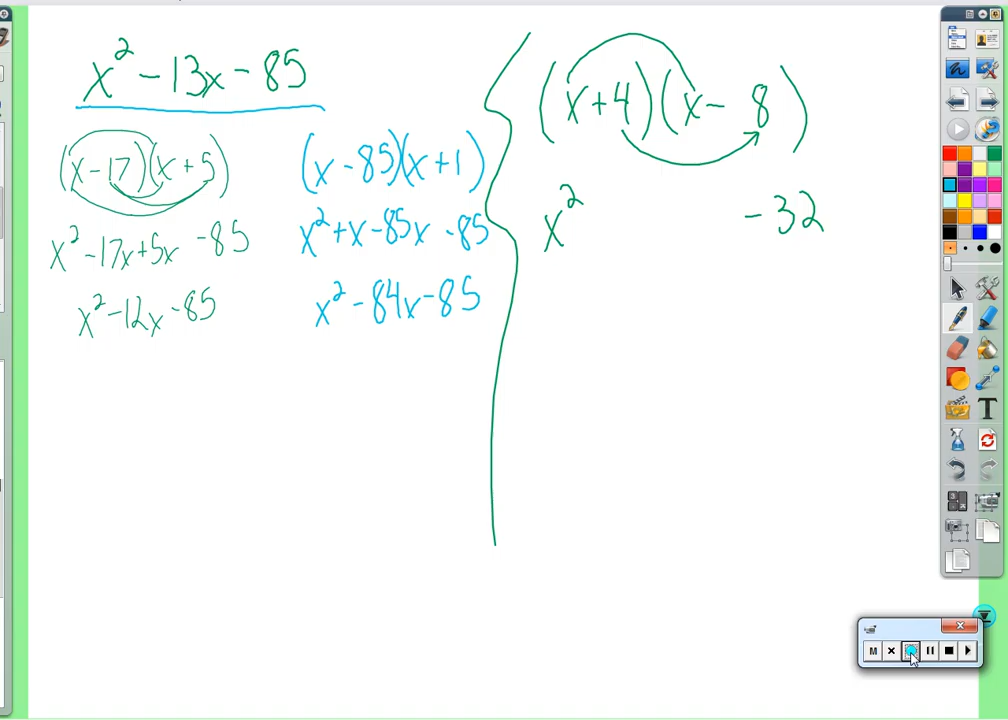 x² - 13x - 85
(x - 17)(x + 5)
x² - 17x + 5x - 85
x² - 12x - 85
(x - 85)(x + 1)
x² + x - 85x - 85
x² - 84x - 85
(x + 4)(x - 8)
x² - 32
T
M